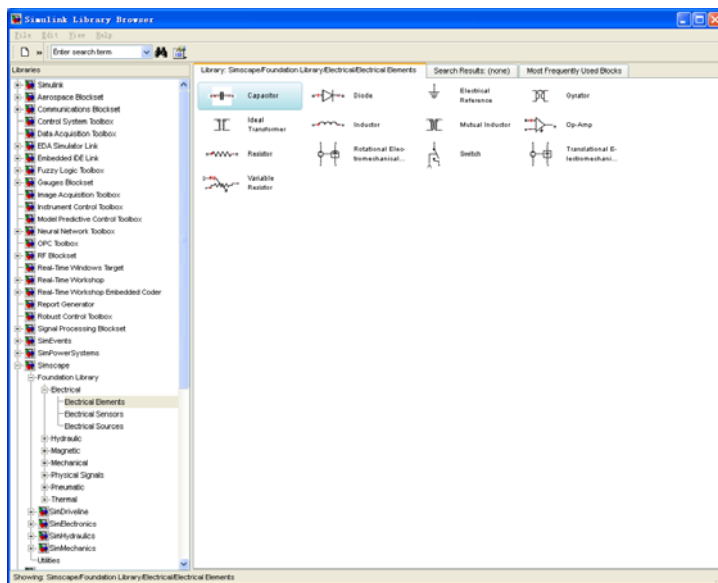 Simulink Library Browser
File Edit View Help
» Enter search term
Libraries
Library: Simscape/Foundation Library/Electrical/Electrical Elements
Search Results: (none)
Most Frequently Used Blocks
Simulink
Aerospace Blockset
Communications Blockset
Control System Toolbox
Data Acquisition Toolbox
EDA Simulator Link
Embedded IDE Link
Fuzzy Logic Toolbox
Gauges Blockset
Image Acquisition Toolbox
Instrument Control Toolbox
Model Predictive Control Toolbox
Neural Network Toolbox
OPC Toolbox
RF Blockset
Real-Time Windows Target
Real-Time Workshop
Real-Time Workshop Embedded Coder
Report Generator
Robust Control Toolbox
Signal Processing Blockset
SimEvents
SimPowerSystems
Simscape
Foundation Library
Electrical
Electrical Elements
Electrical Sensors
Electrical Sources
Hydraulic
Magnetic
Mechanical
Physical Signals
Pneumatic
Thermal
SimDriveline
SimElectronics
SimHydraulics
SimMechanics
Utilities
Capacitor
Diode
Electrical
Reference
Gyrator
Ideal
Transformer
Inductor
Mutual Inductor
Op-Amp
Resistor
Rotational Elec-
tromechanical...
Switch
Translational E-
lectromechani...
Variable
Resistor
Showing: Simscape/Foundation Library/Electrical/Electrical Elements